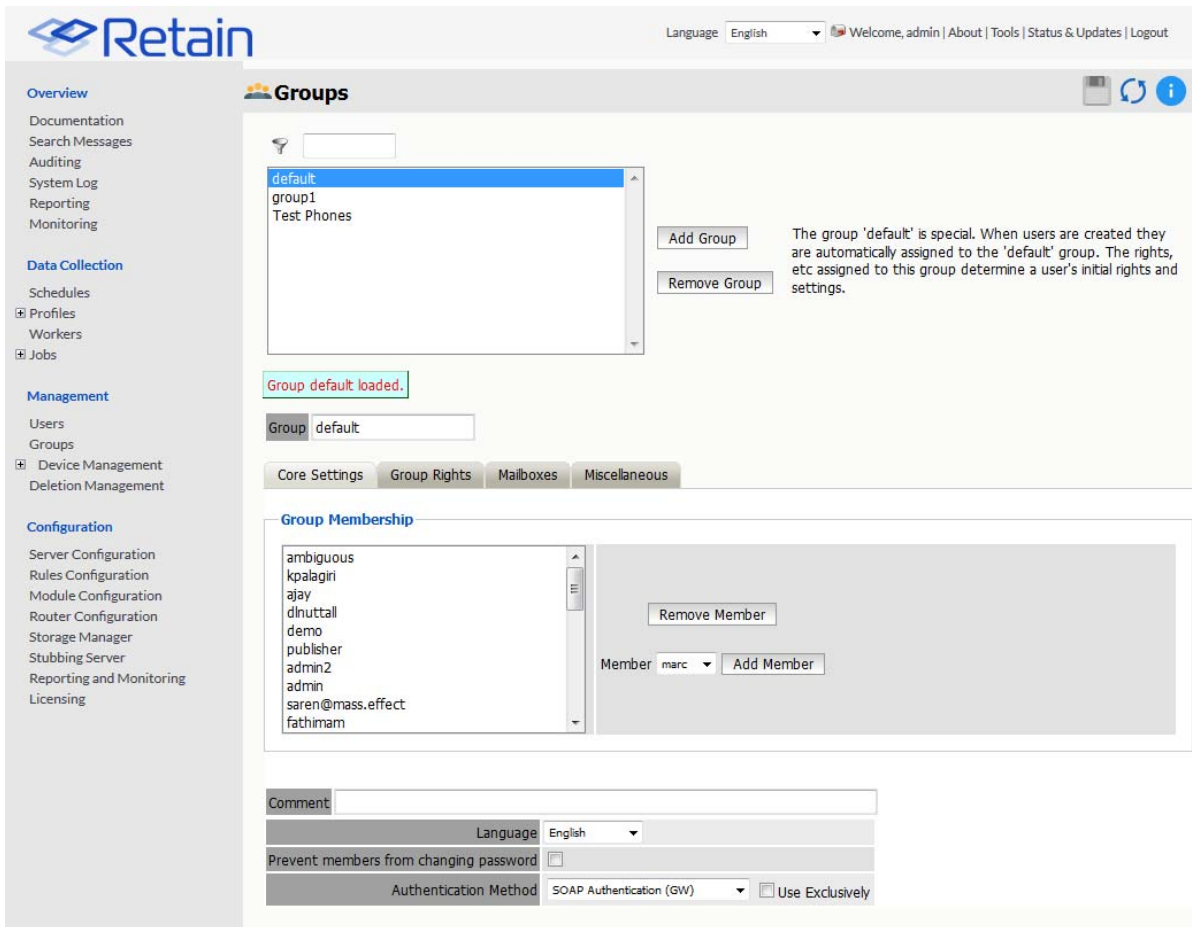 Retain
Language English Welcome, admin | About | Tools | Status & Updates | Logout
Overview
Documentation
Search Messages
Auditing
System Log
Reporting
Monitoring
Data Collection
Schedules
Profiles
Workers
Jobs
Management
Users
Groups
Device Management
Deletion Management
Configuration
Server Configuration
Rules Configuration
Module Configuration
Router Configuration
Storage Manager
Stubbing Server
Reporting and Monitoring
Licensing
Groups
i
default
group1
Test Phones
Add Group
Remove Group
The group 'default' is special. When users are created they
are automatically assigned to the 'default' group. The rights,
etc assigned to this group determine a user's initial rights and
settings.
Group default loaded.
Group default
Core Settings Group Rights Mailboxes Miscellaneous
Group Membership
ambiguous
kpalagiri
ajay
dlnuttall
demo
publisher
admin2
admin
saren@mass.effect
fathimam
Remove Member
Member marc Add Member
Comment
Language English
Prevent members from changing password
Authentication Method SOAP Authentication (GW) Use Exclusively